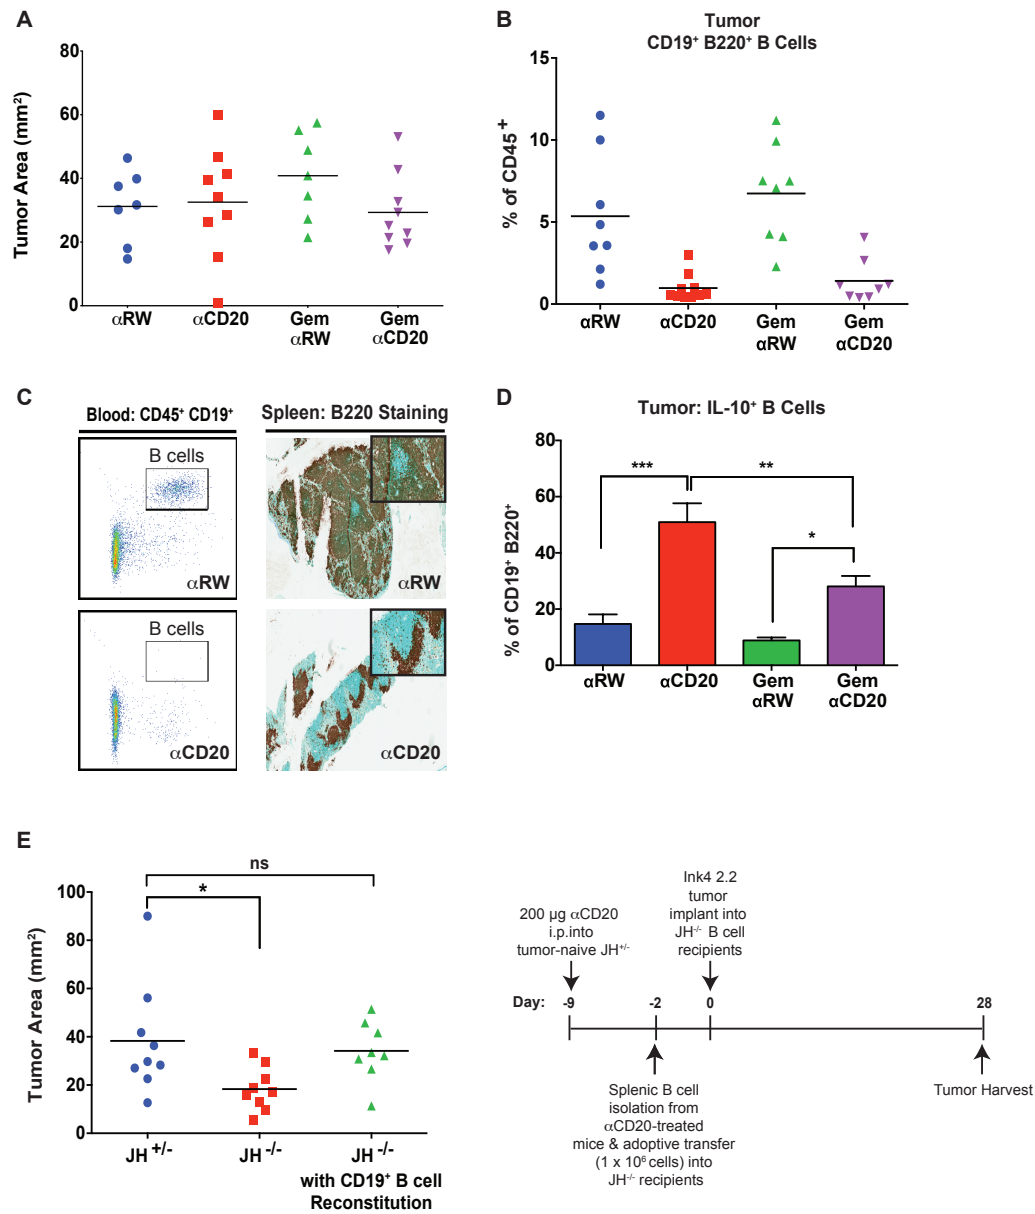 A
Tumor Area (mm²)
80
60
40
20
0
αRW
αCD20
Gem
αRW
Gem
αCD20
B
Tumor
CD19⁺ B220⁺ B Cells
% of CD45⁺
15
10
5
0
αRW
αCD20
Gem
αRW
Gem
αCD20
C
Blood: CD45⁺ CD19⁺
B cells
αRW
B cells
αCD20
Spleen: B220 Staining
αRW
αCD20
D
Tumor: IL-10⁺ B Cells
% of CD19⁺ B220⁺
80
60
40
20
0
***
**
*
αRW
αCD20
Gem
αRW
Gem
αCD20
E
Tumor Area (mm²)
100
80
60
40
20
0
ns
*
JH⁺/⁻
JH⁻/⁻
JH⁻/⁻
with CD19⁺ B cell
Reconstitution
200 µg αCD20
i.p.into
tumor-naive JH⁺/⁻
Ink4 2.2
tumor
implant into
JH⁻/⁻ B cell
recipients
Day:
-9
-2
0
28
Splenic B cell
isolation from
αCD20-treated
mice & adoptive transfer
(1 x 10⁶ cells) into
JH⁻/⁻ recipients
Tumor Harvest